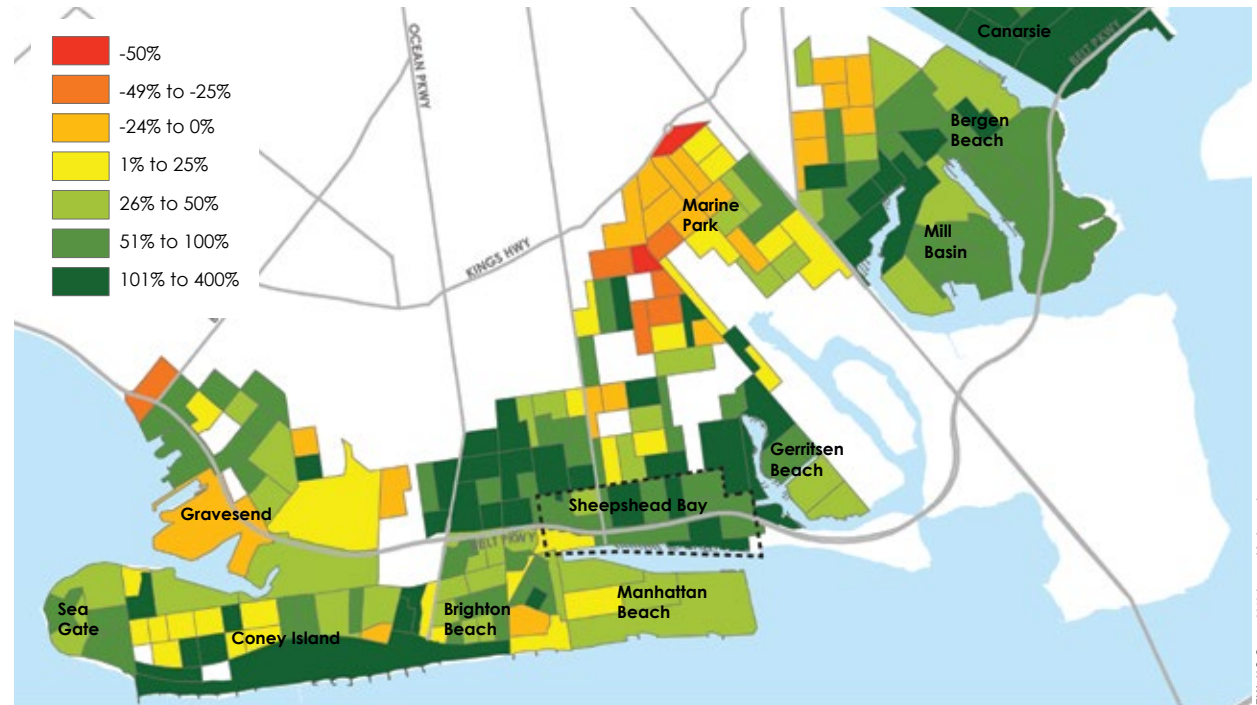 -50%
-49% to -25%
-24% to 0%
1% to 25%
26% to 50%
51% to 100%
101% to 400%
OCEAN PKWY
KINGS HWY
Canarsie
BELT PKWY
Bergen
Beach
Marine
Park
Mill
Basin
Gerritsen
Beach
Sheepshead Bay
Gravesend
BELT PKWY
Sea
Gate
Coney Island
Brighton
Beach
Manhattan
Beach